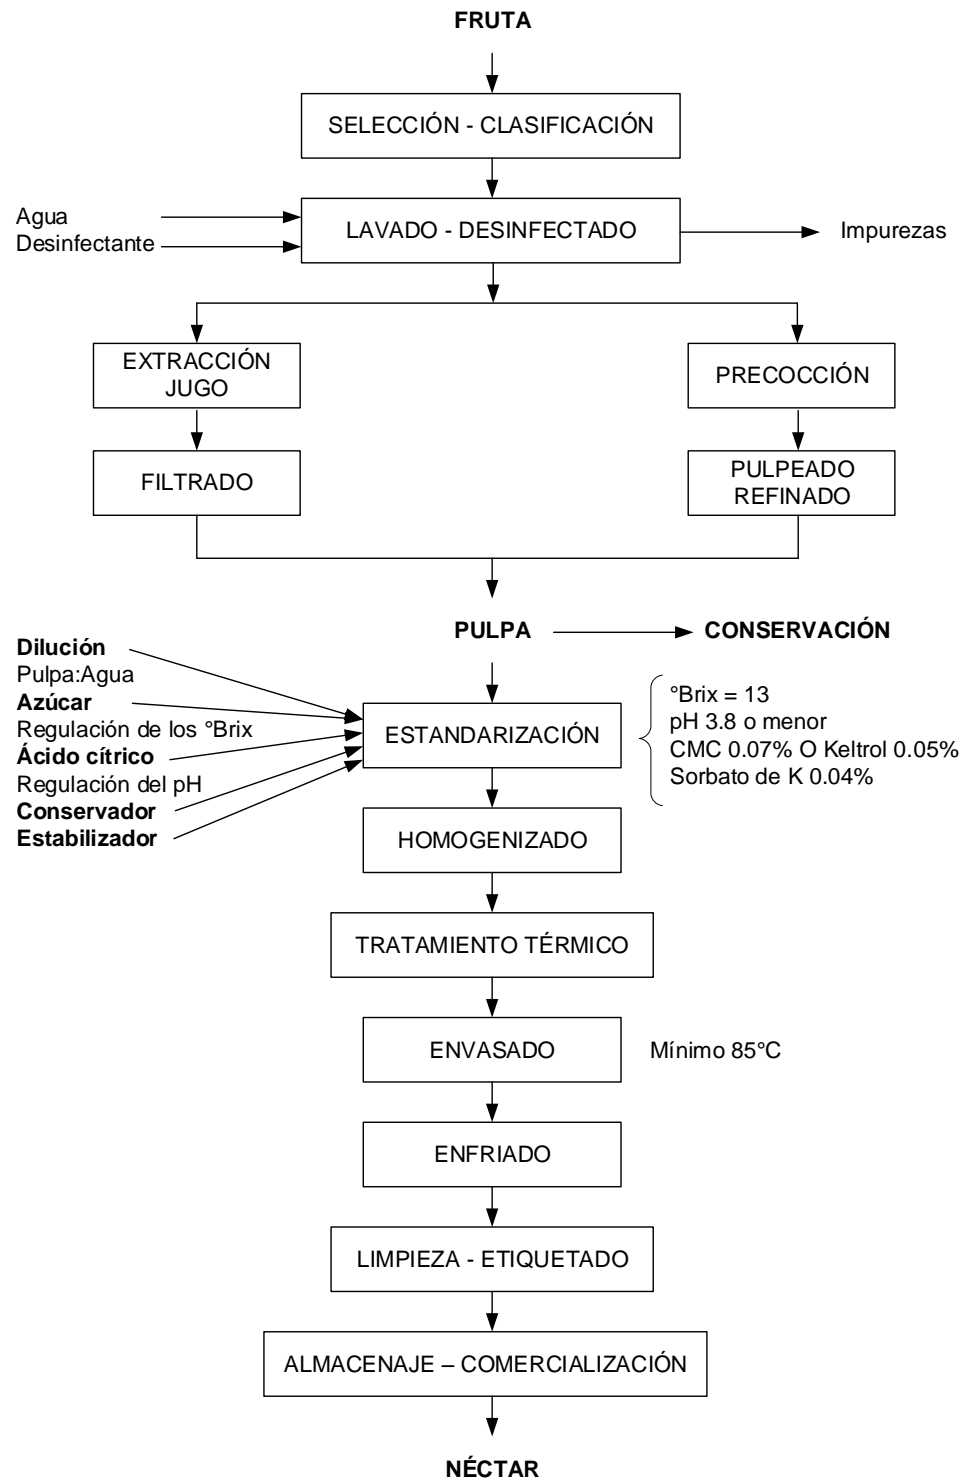 FRUTA
SELECCIÓN - CLASIFICACIÓN
Agua
Desinfectante
LAVADO - DESINFECTADO
Impurezas
EXTRACCIÓN
JUGO
PRECOCCIÓN
FILTRADO
PULPEADO
REFINADO
PULPA
CONSERVACIÓN
Dilución
Pulpa:Agua
Azúcar
Regulación de los °Brix
Ácido cítrico
Regulación del pH
Conservador
Estabilizador
ESTANDARIZACIÓN
°Brix = 13
pH 3.8 o menor
CMC 0.07% O Keltrol 0.05%
Sorbato de K 0.04%
HOMOGENIZADO
TRATAMIENTO TÉRMICO
ENVASADO
Mínimo 85°C
ENFRIADO
LIMPIEZA - ETIQUETADO
ALMACENAJE – COMERCIALIZACIÓN
NÉCTAR